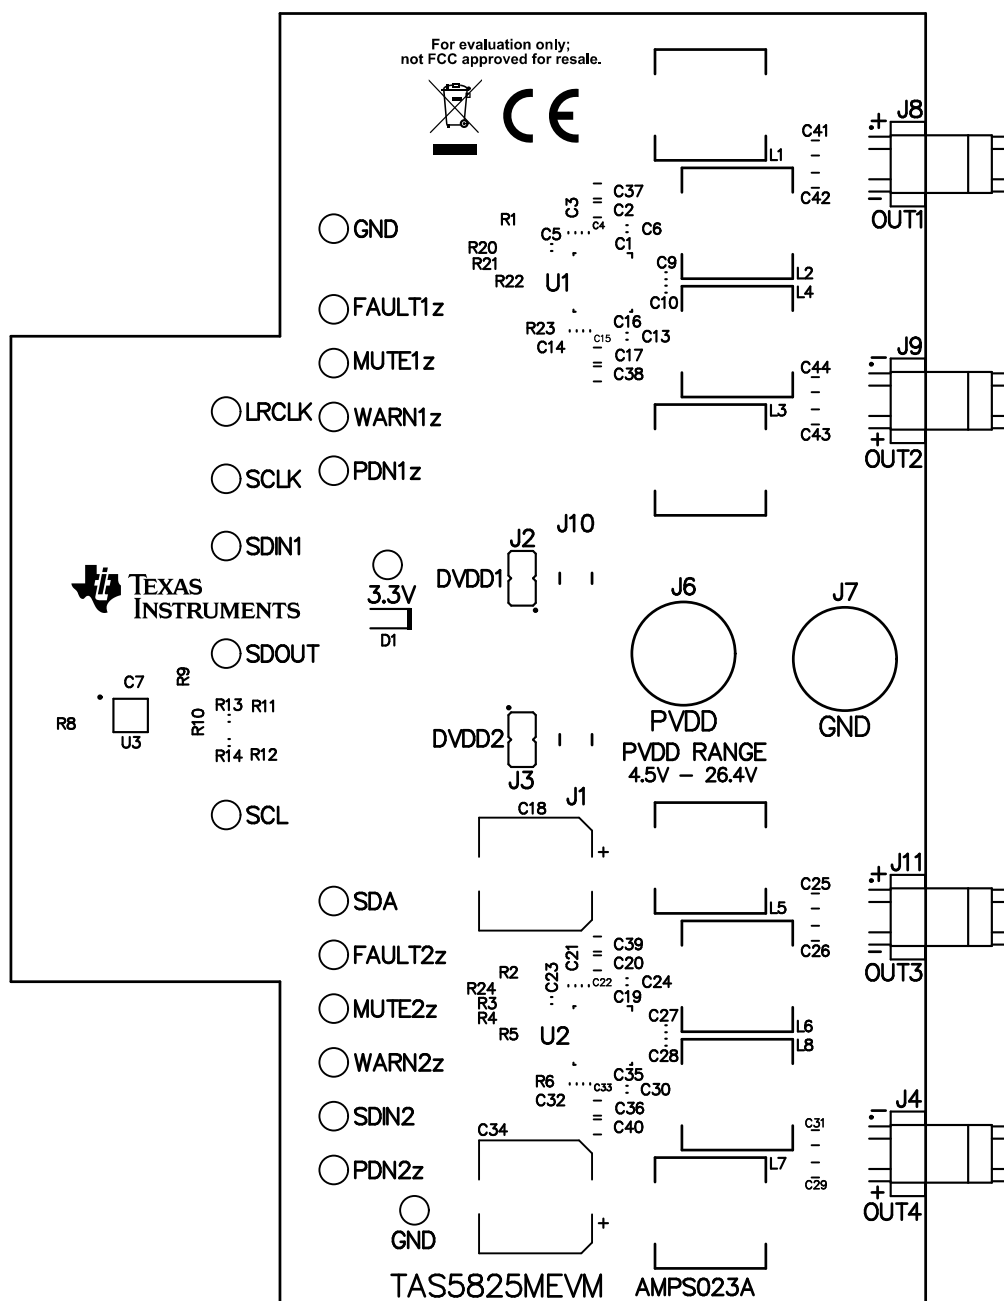 For evaluation only;
not FCC approved for resale.
CE
J8
+
C41
L1
C42
-
OUT1
C37
C3
C2
C4
C6
R1
C5
C1
GND
R20
R21
R22
U1
C9
C10
L2
L4
FAULT1z
R23
C14
C15
C16
C13
C17
C38
J9
-
C44
MUTE1z
LRCLK
WARN1z
L3
C43
+
OUT2
SCLK
PDN1z
SDIN1
J2
J10
DVDD1
3.3V
D1
TEXAS
INSTRUMENTS
J6
J7
SDOUT
R9
C7
R8
U3
R10
R13
R11
R14
R12
PVDD
GND
DVDD2
J3
PVDD RANGE
4.5V - 26.4V
J1
C18
+
SCL
J11
+
C25
L5
C26
-
OUT3
SDA
FAULT2z
C39
C21
C20
C22
C24
R2
C23
C19
R24
R3
R4
R5
MUTE2z
U2
C27
C28
L6
L8
WARN2z
R6
C32
C33
C35
C30
C36
C40
J4
-
C31
SDIN2
C34
L7
C29
+
OUT4
PDN2z
+
GND
TAS5825MEVM
AMPS023A